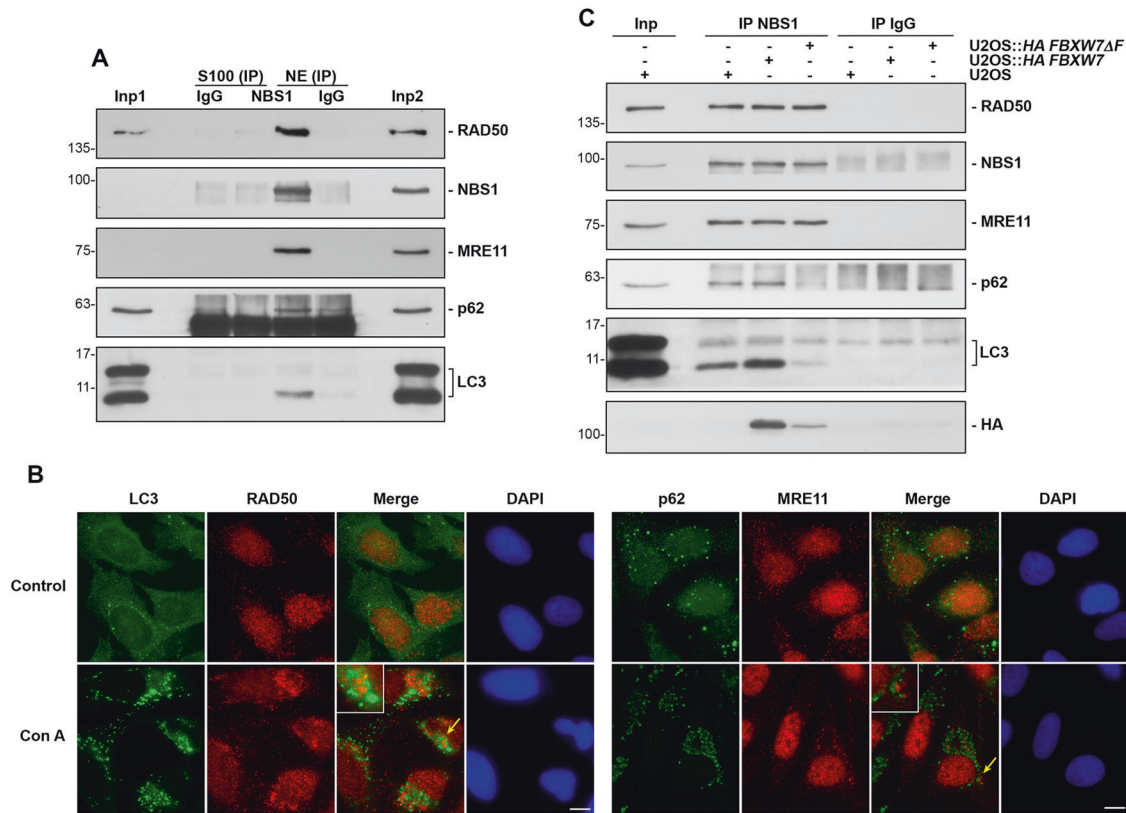 A
S100 (IP) NE (IP)
Inp1 IgG NBS1 IgG Inp2
135- - RAD50
100- - NBS1
75- - MRE11
63- - p62
17-
11- LC3
C
Inp IP NBS1 IP IgG
- - - + - - + U2OS::HA FBXW7ΔF
- - + - - + - U2OS::HA FBXW7
+ + - - + - - U2OS
135- - RAD50
100- - NBS1
75- - MRE11
63- - p62
17-
11- LC3
100- - HA
B
LC3 RAD50 Merge DAPI p62 MRE11 Merge DAPI
Control
Con A